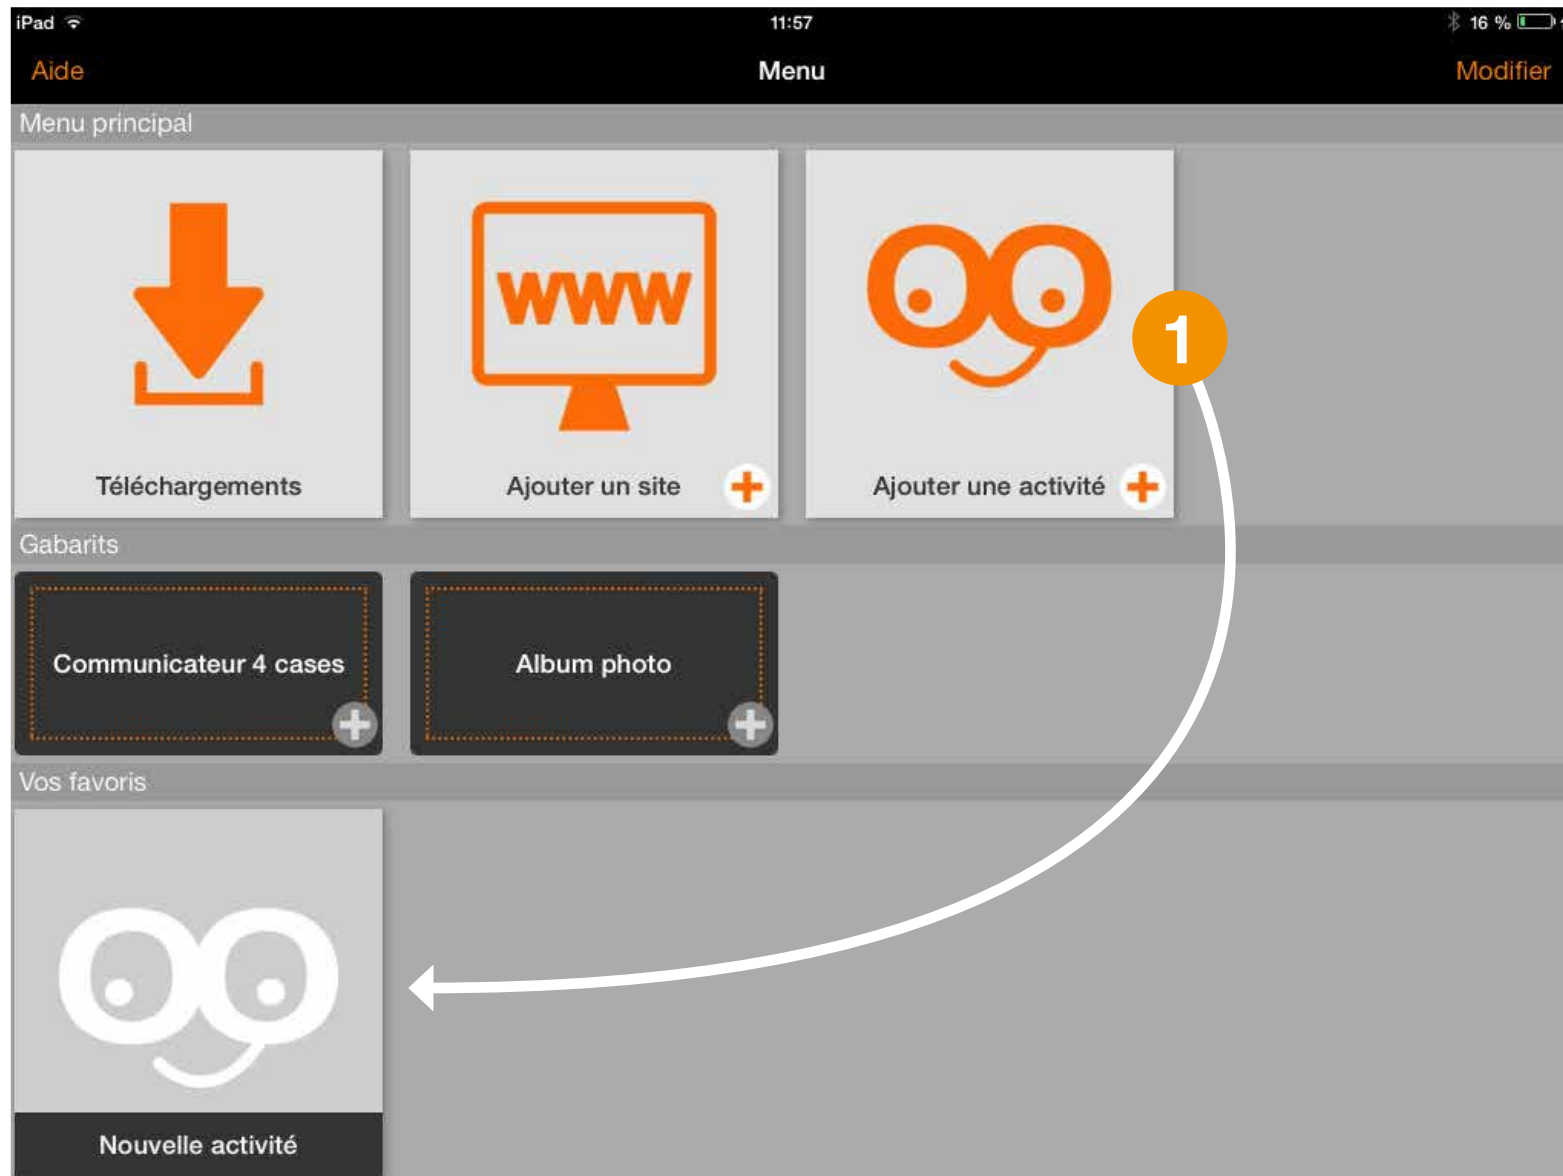 iPad 11:57 16 %
Aide Menu Modifier
Menu principal
www
1
Téléchargements Ajouter un site Ajouter une activité
Gabarits
Communicateur 4 cases Album photo
Vos favoris
Nouvelle activité